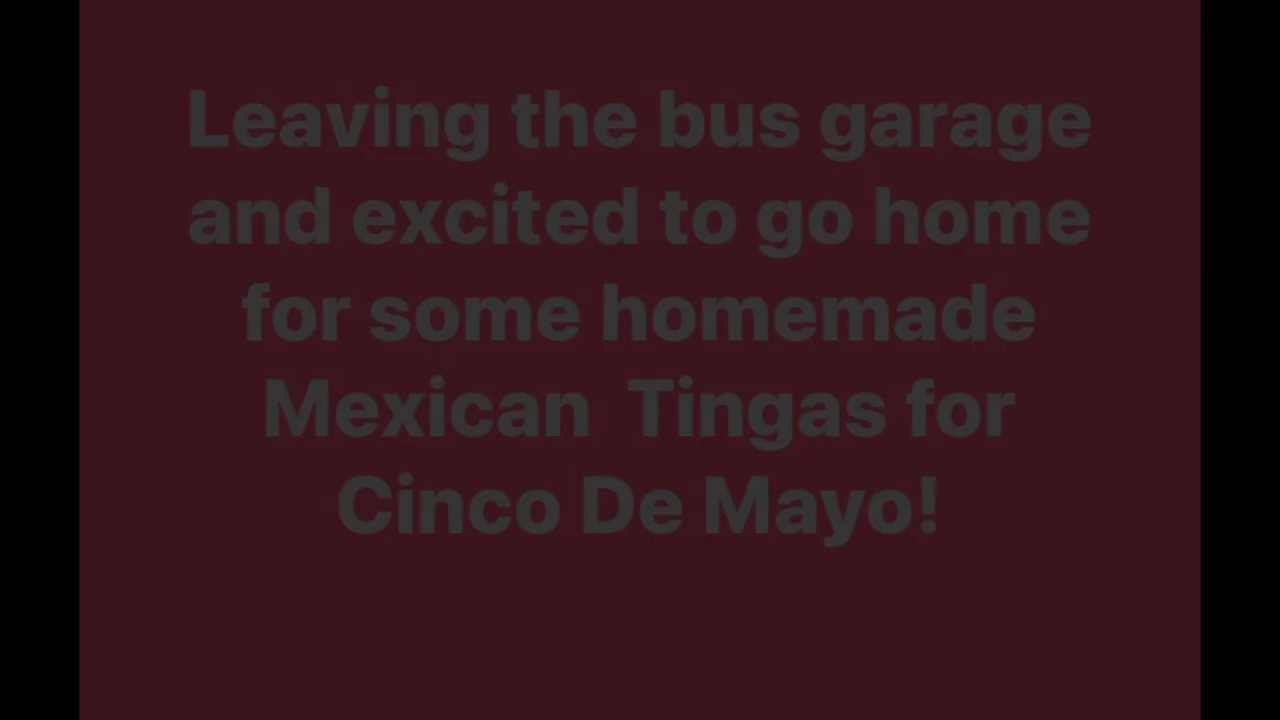 Leaving the bus garage
and excited to go home
for some homemade
Mexican  Tingas for
Cinco De Mayo!